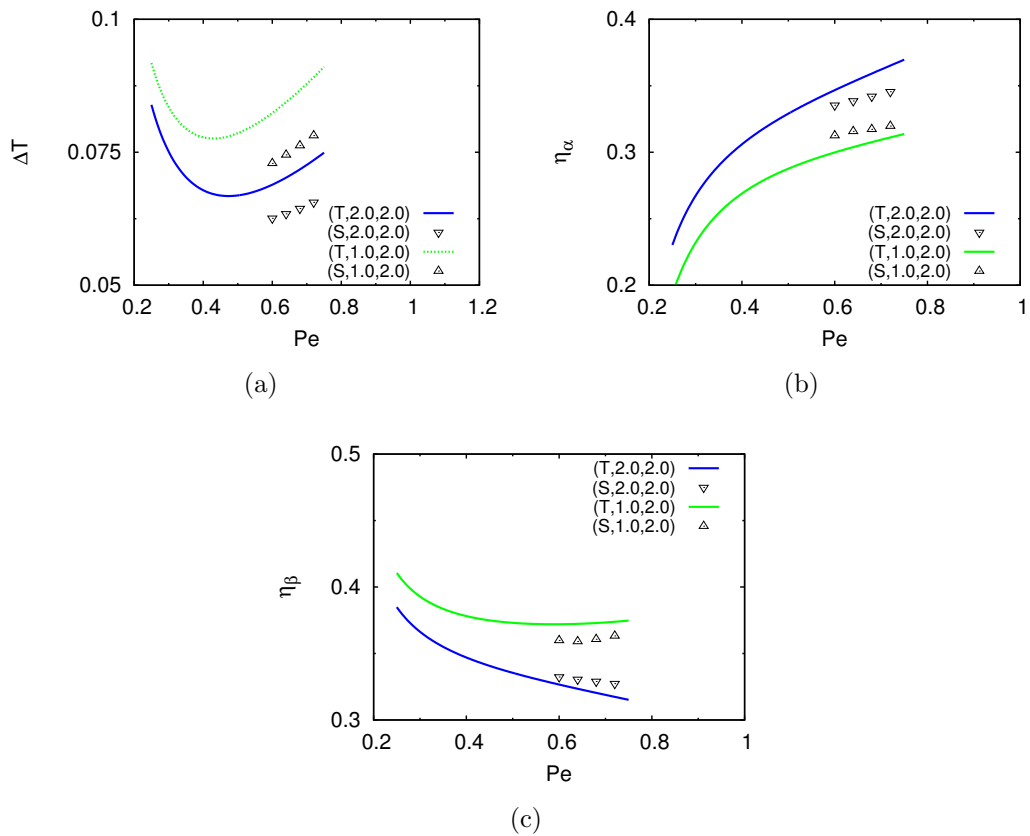 0.1
0.075
0.05
ΔT
(T,2.0,2.0)
(S,2.0,2.0)
(T,1.0,2.0)
(S,1.0,2.0)
0.2 0.4 0.6 0.8 1 1.2
Pe
(a)
0.4
0.3
0.2
ηα
(T,2.0,2.0)
(S,2.0,2.0)
(T,1.0,2.0)
(S,1.0,2.0)
0.2 0.4 0.6 0.8 1
Pe
(b)
0.5
0.4
0.3
ηβ
(T,2.0,2.0)
(S,2.0,2.0)
(T,1.0,2.0)
(S,1.0,2.0)
0.2 0.4 0.6 0.8 1
Pe
(c)